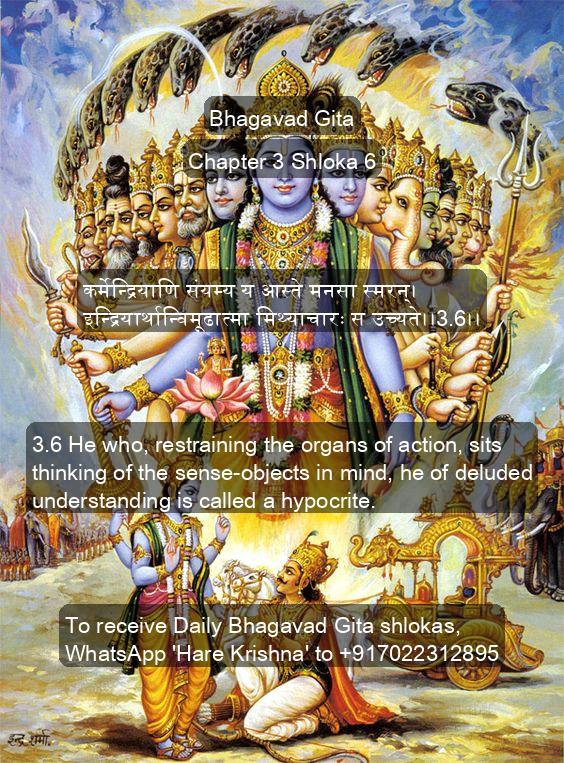 Bhagavad Gita
Chapter 3 Shloka 6
कर्मेन्द्रियाणि संयम्य य आस्ते मनसा स्मरन्।
इन्द्रियार्थान्विमूढात्मा मिथ्याचारः स उच्यते।।3.6।।
3.6 He who, restraining the organs of action, sits
thinking of the sense-objects in mind, he of deluded
understanding is called a hypocrite.
To receive Daily Bhagavad Gita shlokas,
WhatsApp 'Hare Krishna' to +917022312895
इन्द्र शर्मा.